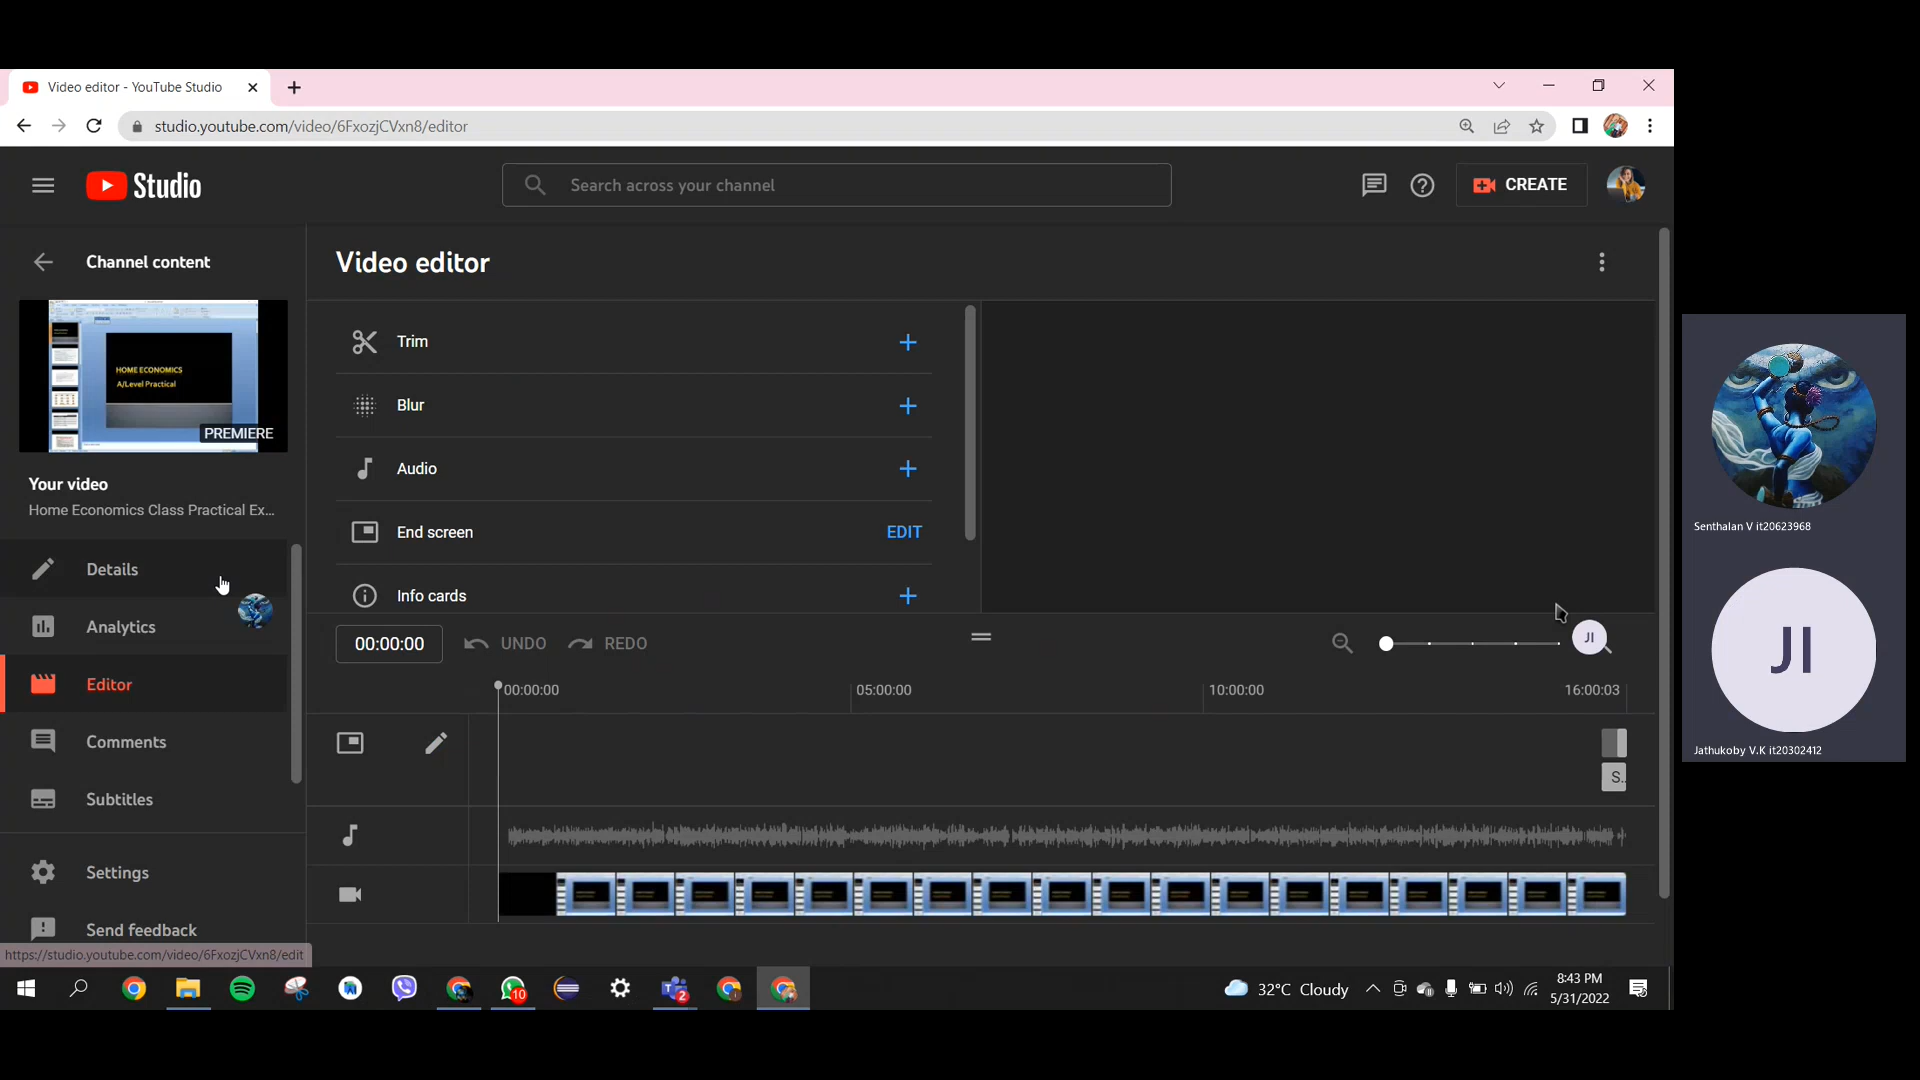 Video editor - YouTube Studio
studio.youtube.com/video/6FxozjCVxn8/editor
Studio
Search across your channel
CREATE
Channel content
HOME ECONOMICS
A/Level Practical
PREMIERE
Your video
Home Economics Class Practical Ex...
Details
Analytics
Editor
Comments
Subtitles
Settings
Send feedback
https://studio.youtube.com/video/6FxozjCVxn8/edit
Video editor
Trim
Blur
Audio
End screen
EDIT
Info cards
00:00:00
UNDO
REDO
JI
00:00:00
05:00:00
10:00:00
16:00:03
S..
10
2
32°C Cloudy
8:43 PM
5/31/2022
Senthalan V it20623968
JI
Jathukoby V.K it20302412